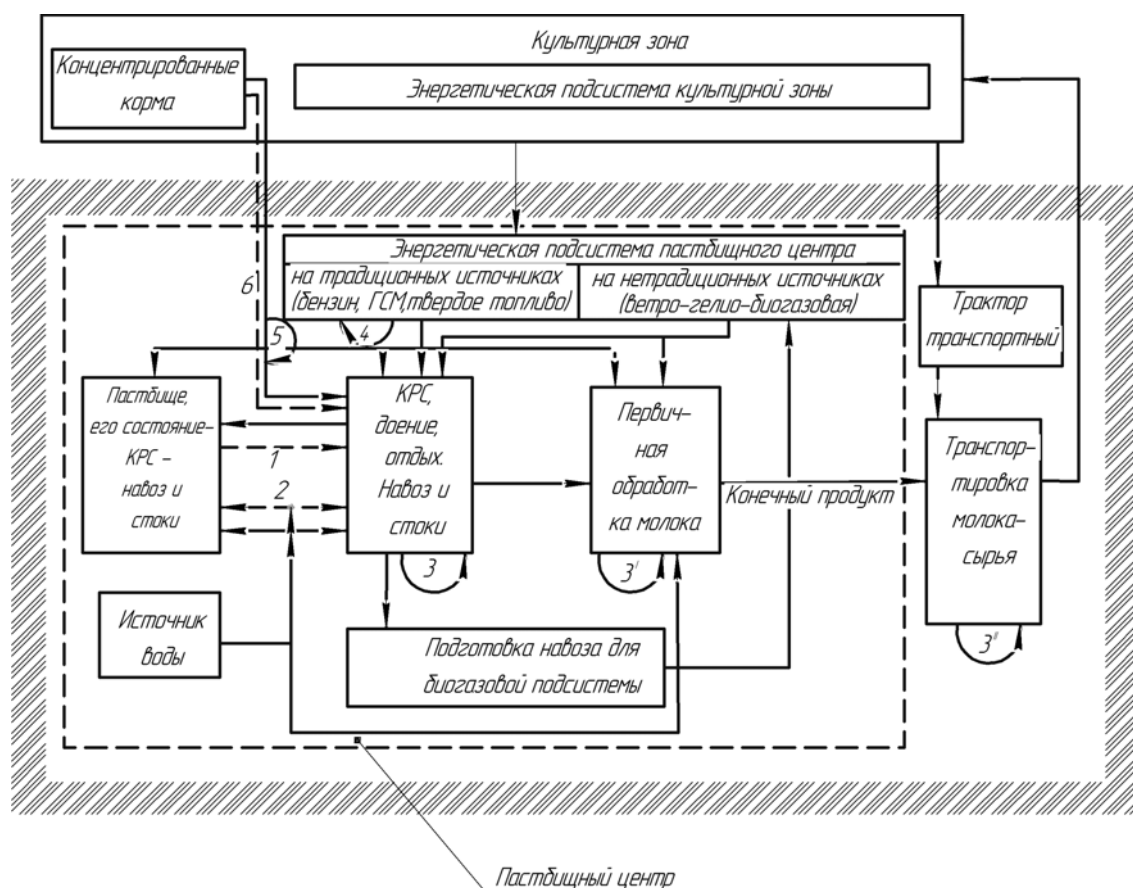 Культурная зона
Концентрированные
корма
Энергетическая подсистема культурной зоны
Энергетическая подсистема пастбищного центра
на традиционных источниках
(бензин, ГСМ,твердое топливо)
на нетрадиционных источниках
(ветро-гелио-биогазовая)
6
5
4
Трактор
транспортный
Пастбище,
его состояние-
КРС -
навоз и
стоки
1
2
КРС,
доение,
отдых.
Навоз и
стоки
3
Первич-
ная
обработ-
ка молока
3'
Конечный продукт
Транспор-
тировка
молока-
сырья
3"
Источник
воды
Подготовка навоза для
биогазовой подсистемы
Пастбищный центр